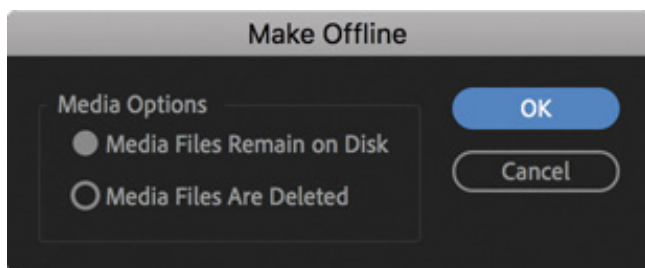 Make Offline
Media Options
Media Files Remain on Disk
Media Files Are Deleted
OK
Cancel